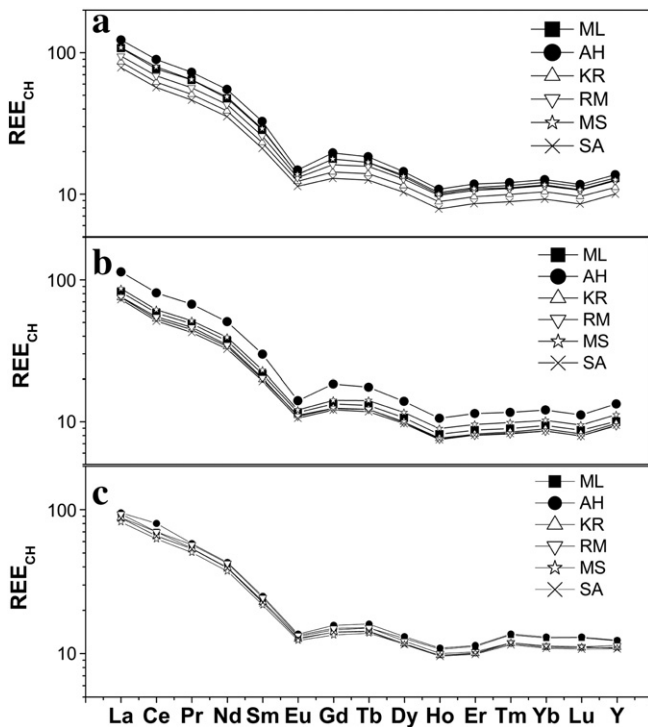 a
100
10
REE_CH
ML
AH
KR
RM
MS
SA
b
100
10
REE_CH
ML
AH
KR
RM
MS
SA
c
100
10
REE_CH
ML
AH
KR
RM
MS
SA
La Ce Pr Nd Sm Eu Gd Tb Dy Ho Er Tm Yb Lu Y